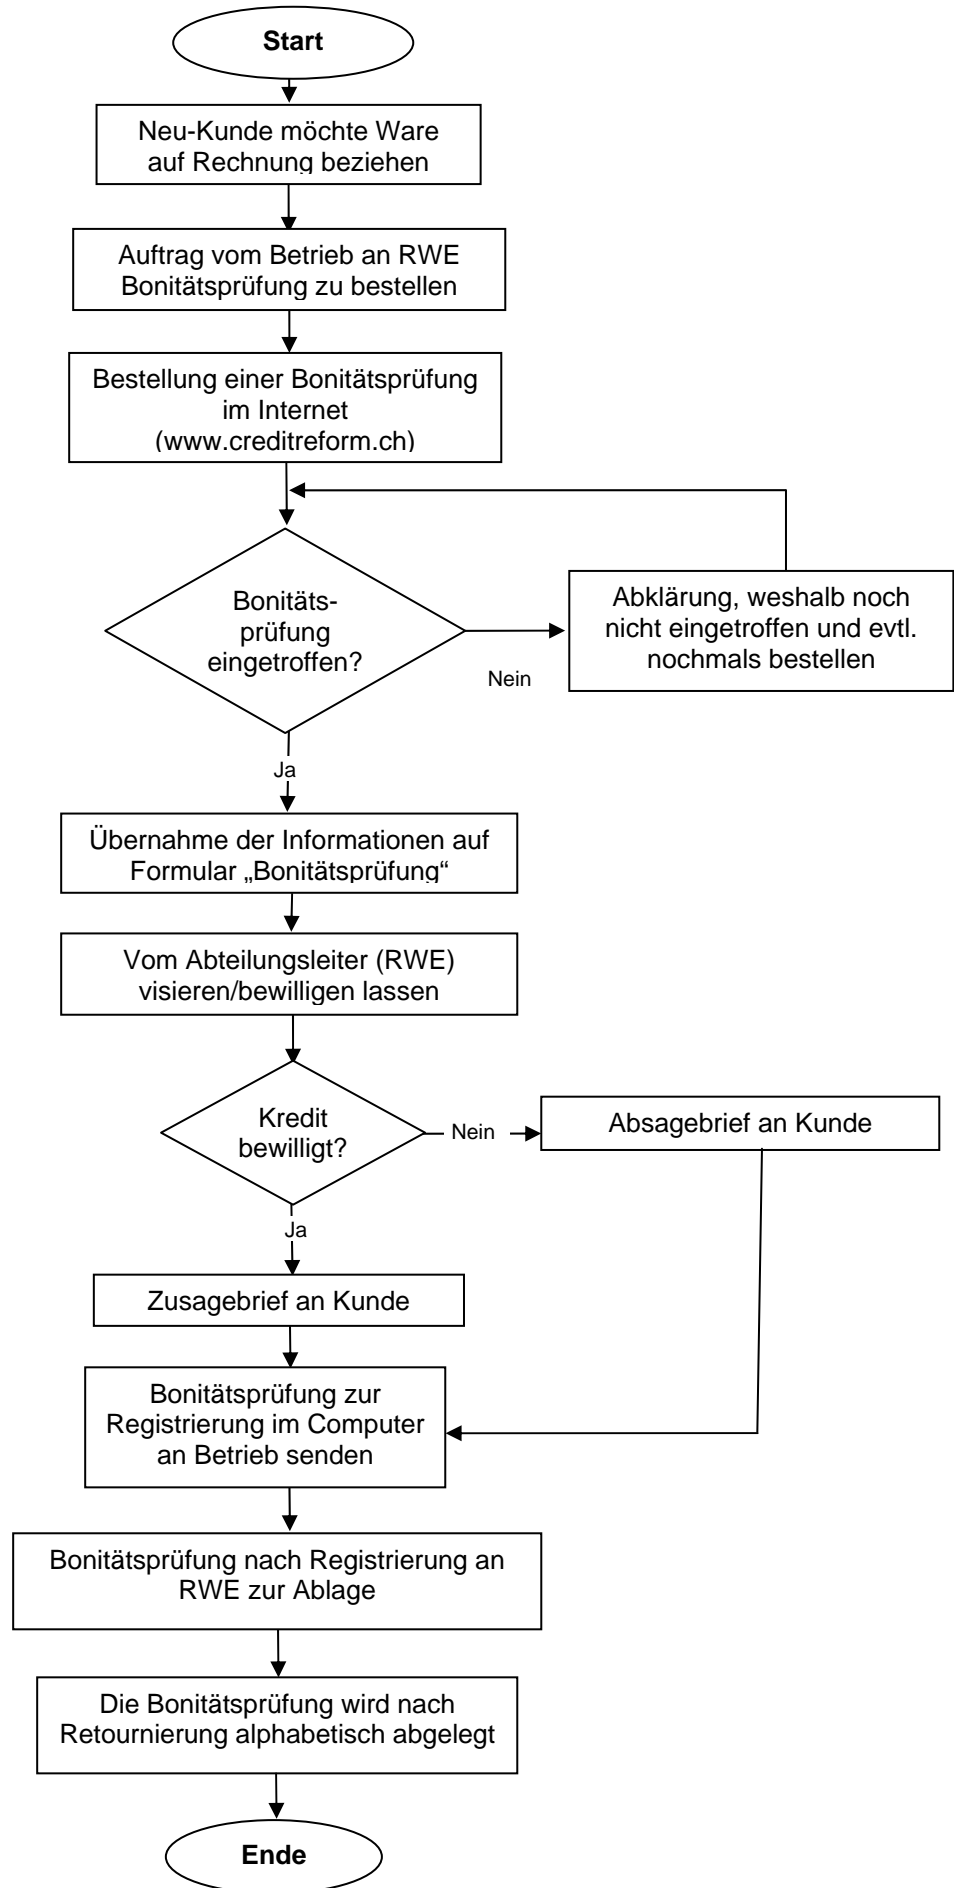 Start
Neu-Kunde möchte Ware
auf Rechnung beziehen
Auftrag vom Betrieb an RWE
Bonitätsprüfung zu bestellen
Bestellung einer Bonitätsprüfung
im Internet
(www.creditreform.ch)
Bonitäts-
prüfung
eingetroffen?
Nein
Abklärung, weshalb noch
nicht eingetroffen und evtl.
nochmals bestellen
Ja
Übernahme der Informationen auf
Formular „Bonitätsprüfung“
Vom Abteilungsleiter (RWE)
visieren/bewilligen lassen
Kredit
bewilligt?
Nein
Absagebrief an Kunde
Ja
Zusagebrief an Kunde
Bonitätsprüfung zur
Registrierung im Computer
an Betrieb senden
Bonitätsprüfung nach Registrierung an
RWE zur Ablage
Die Bonitätsprüfung wird nach
Retournierung alphabetisch abgelegt
Ende